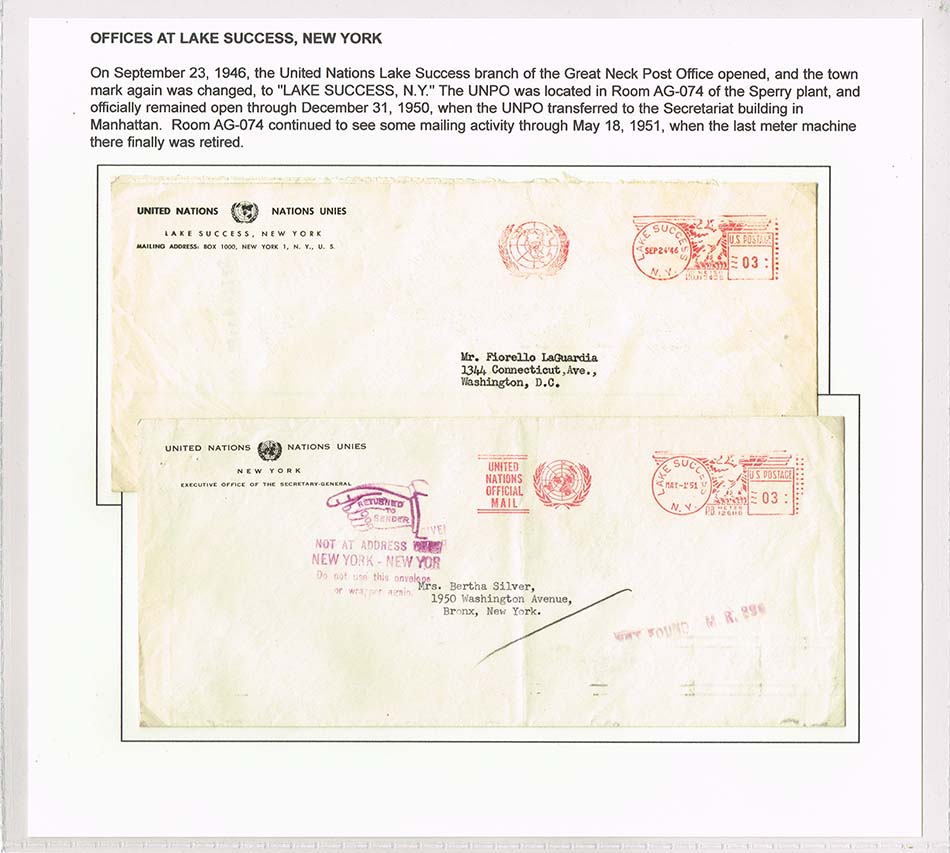 OFFICES AT LAKE SUCCESS, NEW YORK
On September 23, 1946, the United Nations Lake Success branch of the Great Neck Post Office opened, and the town
mark again was changed, to "LAKE SUCCESS, N.Y." The UNPO was located in Room AG-074 of the Sperry plant, and
officially remained open through December 31, 1950, when the UNPO transferred to the Secretariat building in
Manhattan. Room AG-074 continued to see some mailing activity through May 18, 1951, when the last meter machine
there finally was retired.
UNITED NATIONS NATIONS UNIES
LAKE SUCCESS, NEW YORK
MAILING ADDRESS: BOX 1000, NEW YORK 1, N. Y., U. S.
LAKE SUCCESS
SEP 24 '46
N. Y.
U.S. POSTAGE
03
Mr. Fiorello LaGuardia
1344 Connecticut,Ave.,
Washington, D.C.
UNITED NATIONS NATIONS UNIES
NEW YORK
EXECUTIVE OFFICE OF THE SECRETARY-GENERAL
UNITED
NATIONS
OFFICIAL
MAIL
LAKE SUCCESS
MAY-1'51
N. Y.
U.S. POSTAGE
03
P.B. METER
RETURNED
TO
SENDER
NOT AT ADDRESS
NEW YORK - NEW YOR
Do not use this envelope
or wrapper again.
Mrs. Bertha Silver,
1950 Washington Avenue,
Bronx, New York.
FOUND M. R.